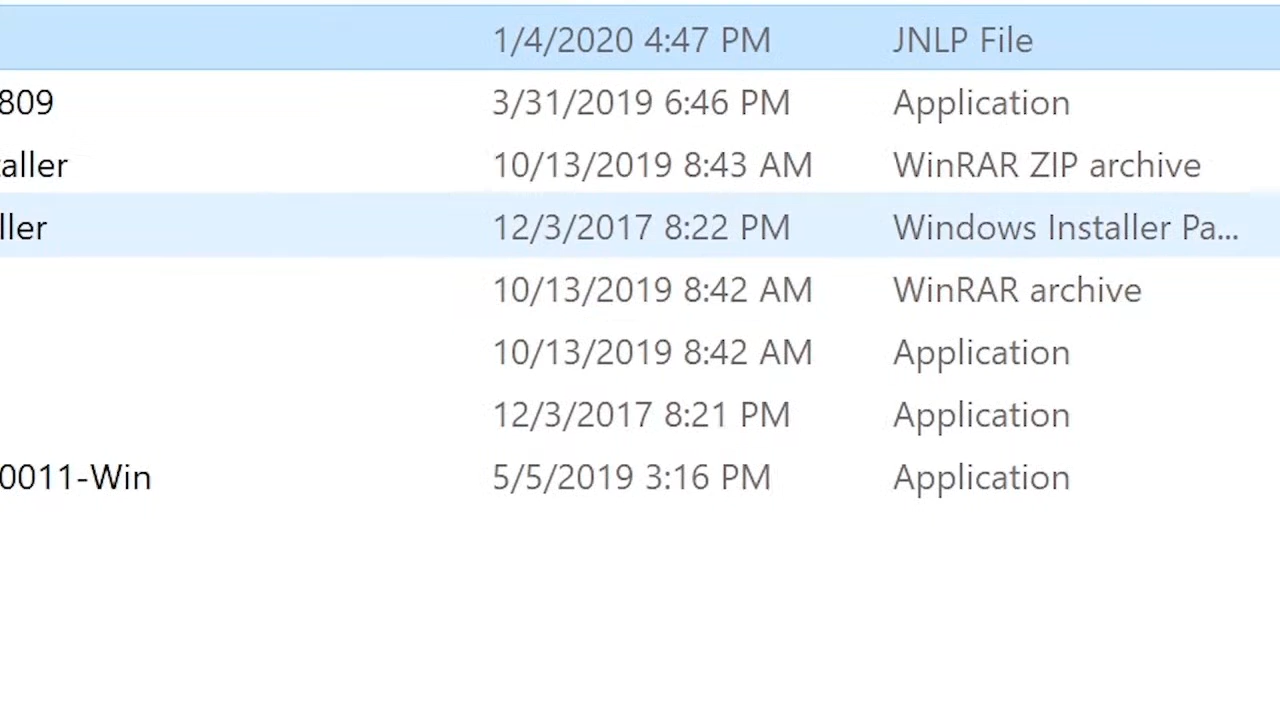 1/4/2020 4:47 PM JNLP File
809 3/31/2019 6:46 PM Application
taller 10/13/2019 8:43 AM WinRAR ZIP archive
ller 12/3/2017 8:22 PM Windows Installer Pa...
10/13/2019 8:42 AM WinRAR archive
10/13/2019 8:42 AM Application
12/3/2017 8:21 PM Application
0011-Win 5/5/2019 3:16 PM Application